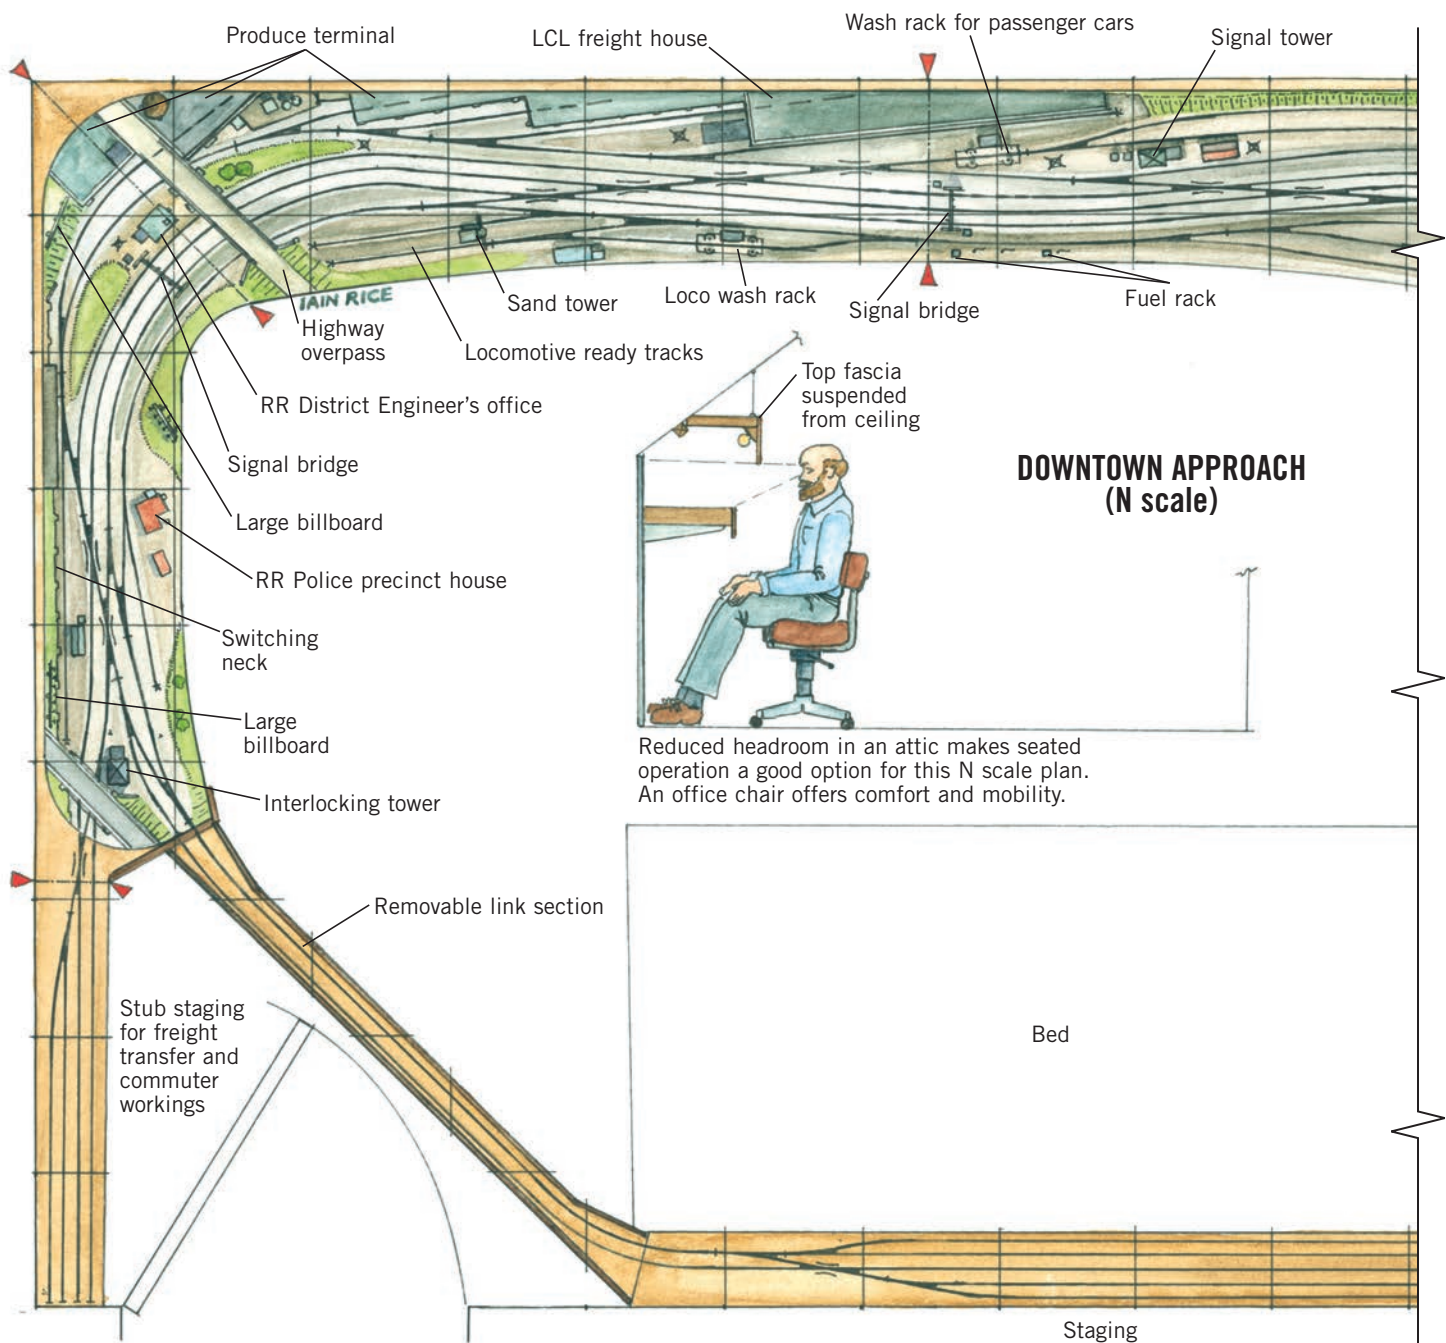 Produce terminal
LCL freight house
Wash rack for passenger cars
Signal tower
IAIN RICE
Highway
overpass
Sand tower
Loco wash rack
Signal bridge
Fuel rack
Locomotive ready tracks
RR District Engineer's office
Signal bridge
Large billboard
RR Police precinct house
Switching
neck
Large
billboard
Interlocking tower
Top fascia
suspended
from ceiling
DOWNTOWN APPROACH
(N scale)
Reduced headroom in an attic makes seated
operation a good option for this N scale plan.
An office chair offers comfort and mobility.
Removable link section
Stub staging
for freight
transfer and
commuter
workings
Bed
Staging